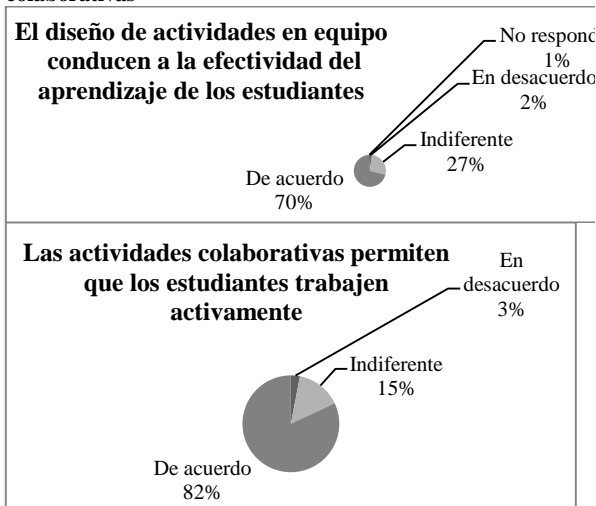 colaborativas
El diseño de actividades en equipo
conducen a la efectividad del
aprendizaje de los estudiantes
No respond
1%
En desacuerdo
2%
Indiferente
27%
De acuerdo
70%
Las actividades colaborativas permiten
que los estudiantes trabajen
activamente
En
desacuerdo
3%
Indiferente
15%
De acuerdo
82%